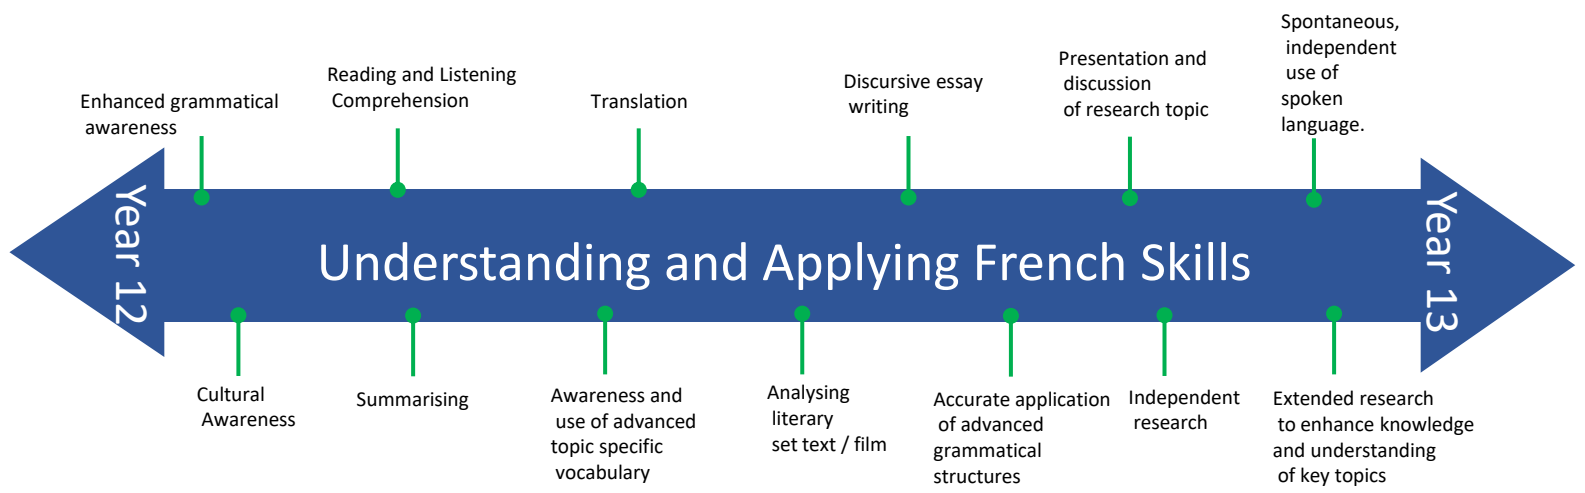 Enhanced grammatical
awareness
Reading and Listening
Comprehension
Translation
Discursive essay
writing
Presentation and
discussion
of research topic
Spontaneous,
independent
use of
spoken
language.
Year 12
Understanding and Applying French Skills
Year 13
Cultural
Awareness
Summarising
Awareness and
use of advanced
topic specific
vocabulary
Analysing
literary
set text / film
Accurate application
of advanced
grammatical
structures
Independent
research
Extended research
to enhance knowledge
and understanding
of key topics